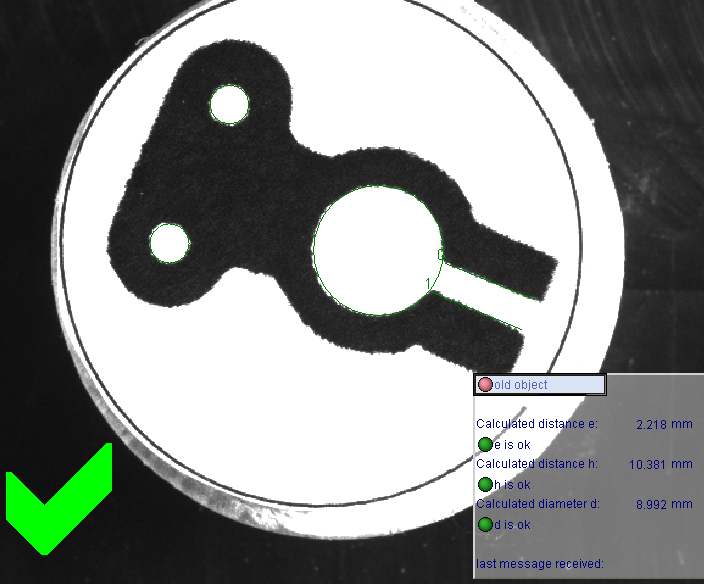 0
1
old object
Calculated distance e: 2.218 mm
e is ok
Calculated distance h: 10.381 mm
h is ok
Calculated diameter d: 8.992 mm
d is ok
last message received: